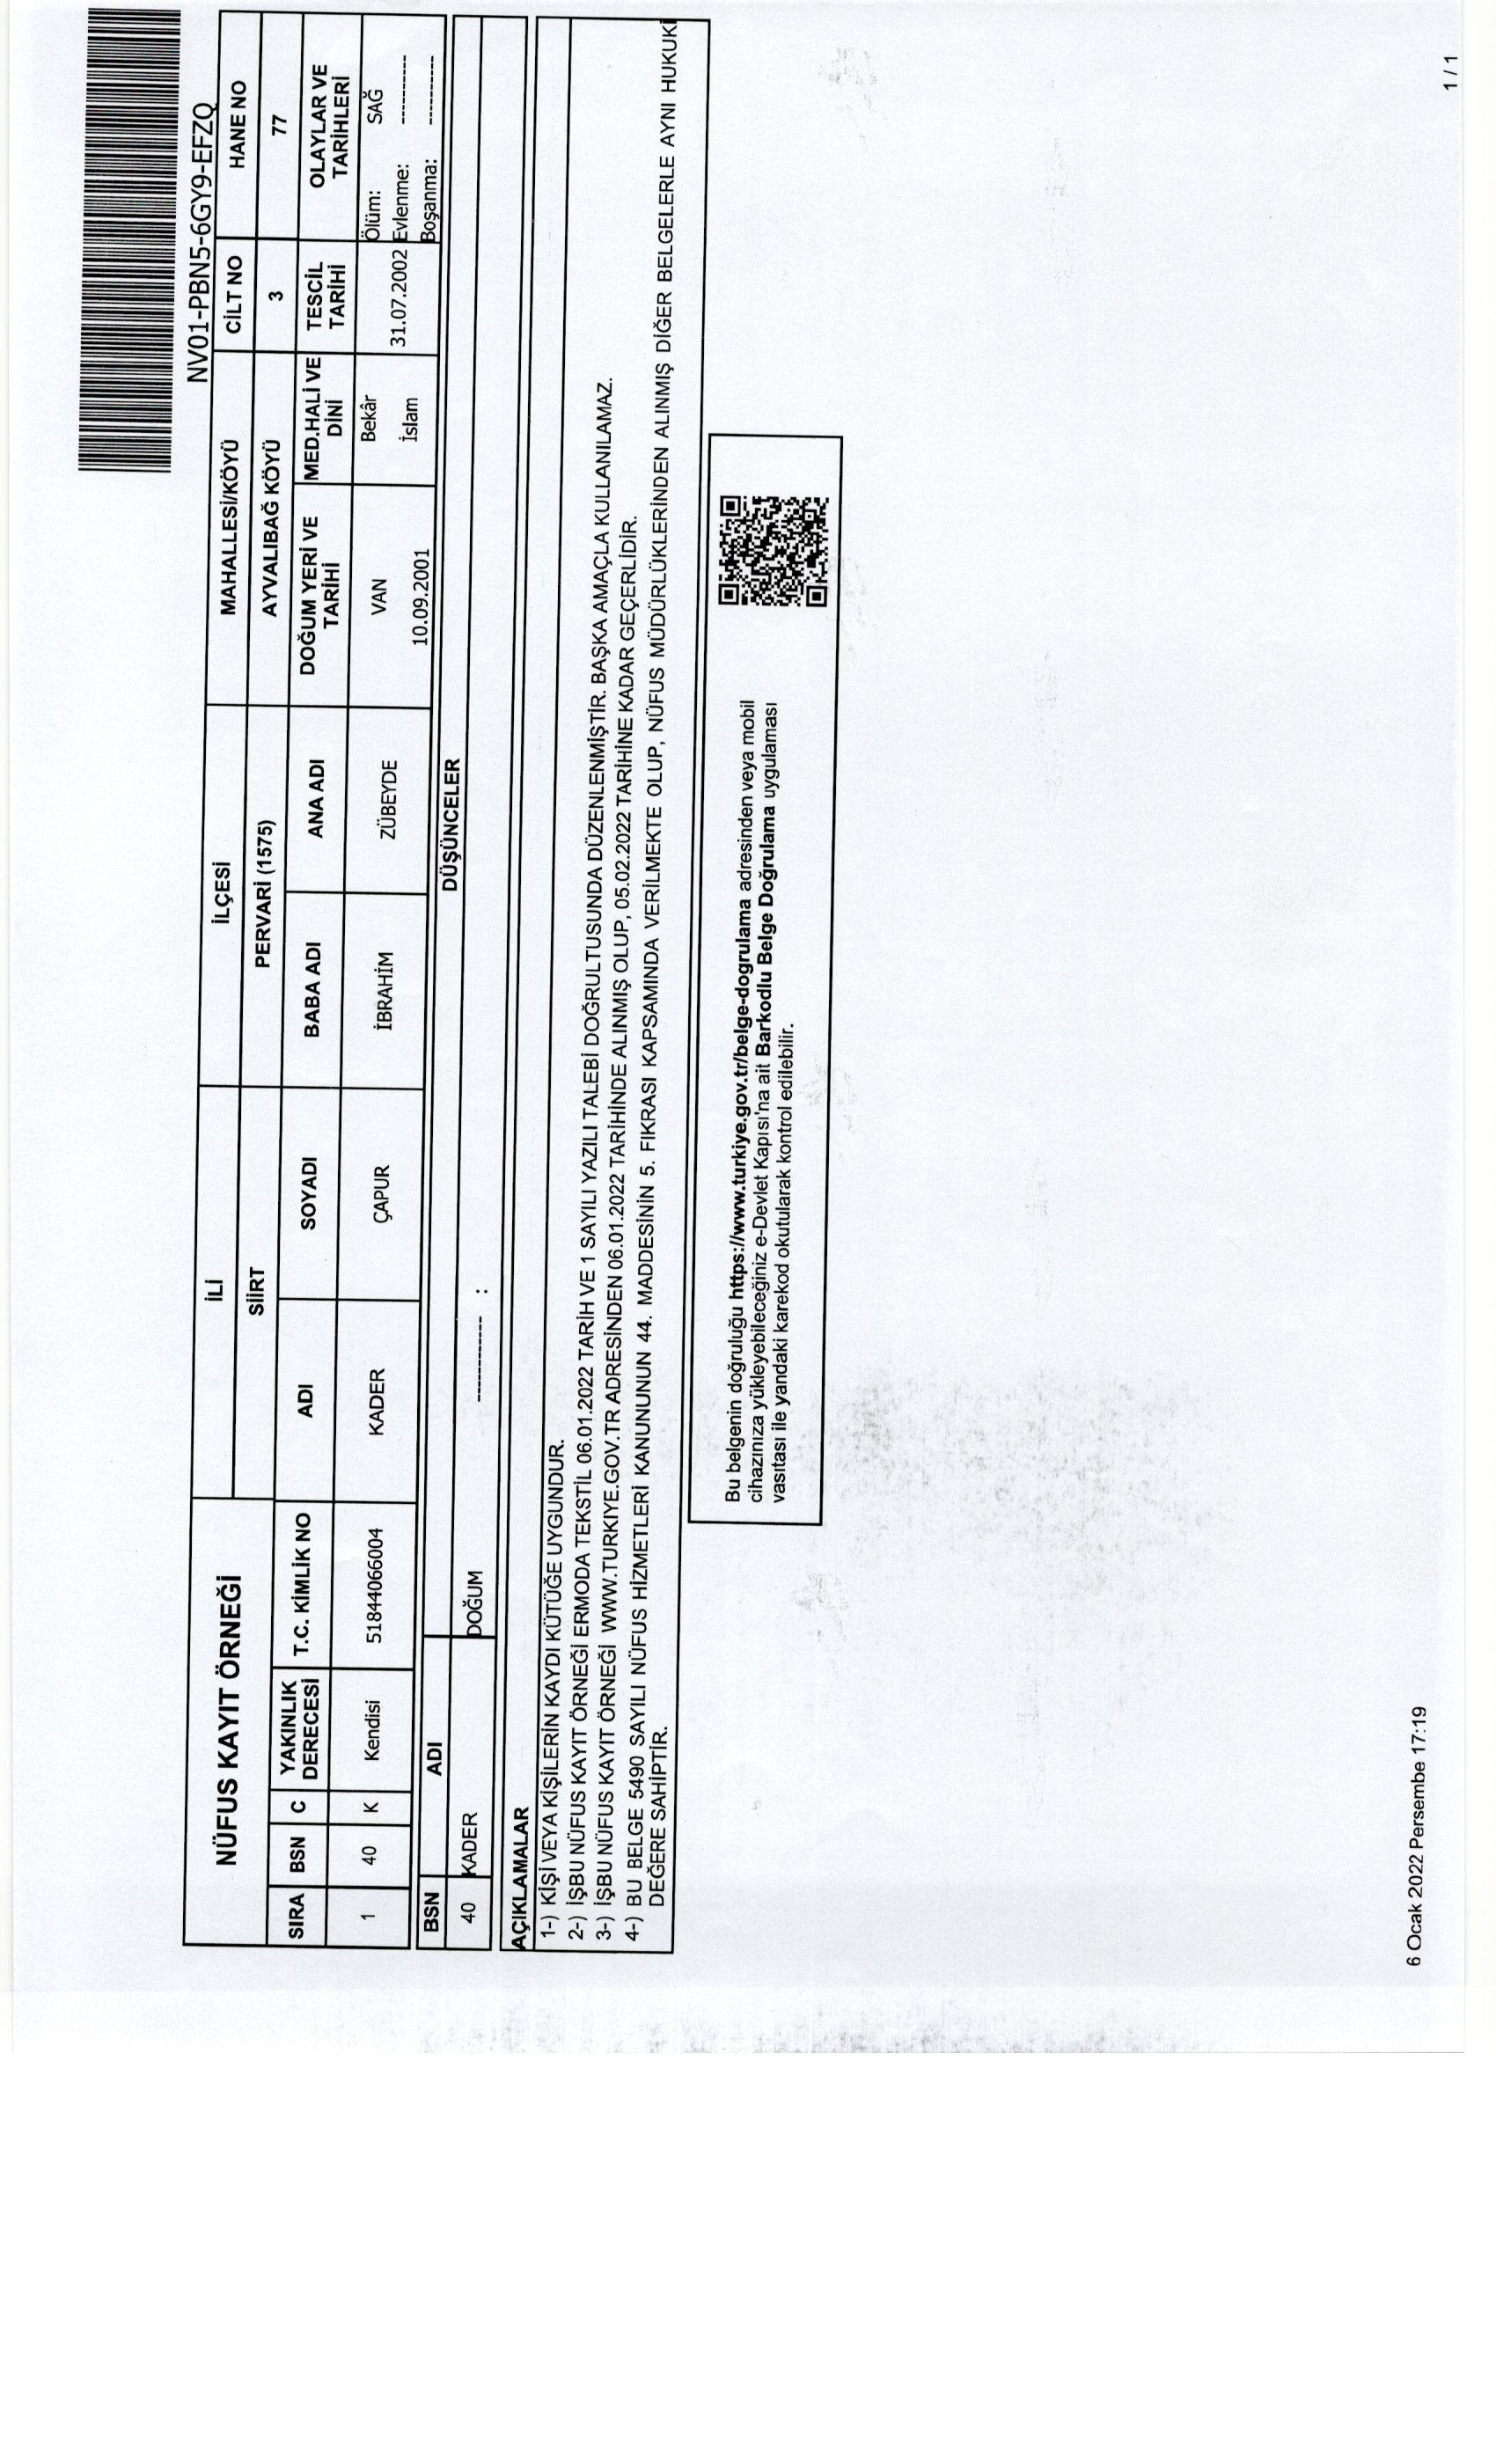 NV01-PBN5-6GY9-EFZQ
NÜFUS KAYIT ÖRNEĞİ
İLİ İLÇESİ MAHALLESİ/KÖYÜ CİLT NO HANE NO
SİİRT PERVARİ (1575) AYVALIBAĞ KÖYÜ 3 77
SIRA BSN C YAKINLIK DERECESİ T.C. KİMLİK NO ADI SOYADI BABA ADI ANA ADI DOĞUM YERİ VE TARİHİ MED.HALİ VE DİNİ TESCİL TARİHİ OLAYLAR VE TARİHLERİ
1 40 K Kendisi 51844066004 KADER ÇAPUR İBRAHİM ZÜBEYDE VAN 10.09.2001 Bekâr İslam 31.07.2002 Ölüm: SAĞ
Evlenme: ----------
Boşanma: ----------
BSN ADI DÜŞÜNCELER
40 KADER DOĞUM ---------- :
AÇIKLAMALAR
1-) KİŞİ VEYA KİŞİLERİN KAYDI KÜTÜĞE UYGUNDUR.
2-) İŞBU NÜFUS KAYIT ÖRNEĞİ ERMODA TEKSTİL 06.01.2022 TARİH VE 1 SAYILI YAZILI TALEBİ DOĞRULTUSUNDA DÜZENLENMİŞTİR. BAŞKA AMAÇLA KULLANILAMAZ.
3-) İŞBU NÜFUS KAYIT ÖRNEĞİ WWW.TURKIYE.GOV.TR ADRESİNDEN 06.01.2022 TARİHİNDE ALINMIŞ OLUP, 05.02.2022 TARİHİNE KADAR GEÇERLİDİR.
4-) BU BELGE 5490 SAYILI NÜFUS HİZMETLERİ KANUNUNUN 44. MADDESİNİN 5. FIKRASI KAPSAMINDA VERİLMEKTE OLUP, NÜFUS MÜDÜRLÜKLERİNDEN ALINMIŞ DİĞER BELGELERLE AYNI HUKUKİ
DEĞERE SAHİPTİR.
Bu belgenin doğruluğu https://www.turkiye.gov.tr/belge-dogrulama adresinden veya mobil
cihazınıza yükleyebileceğiniz e-Devlet Kapısı'na ait Barkodlu Belge Doğrulama uygulaması
vasıtası ile yandaki karekod okutularak kontrol edilebilir.
6 Ocak 2022 Persembe 17:19
1 / 1